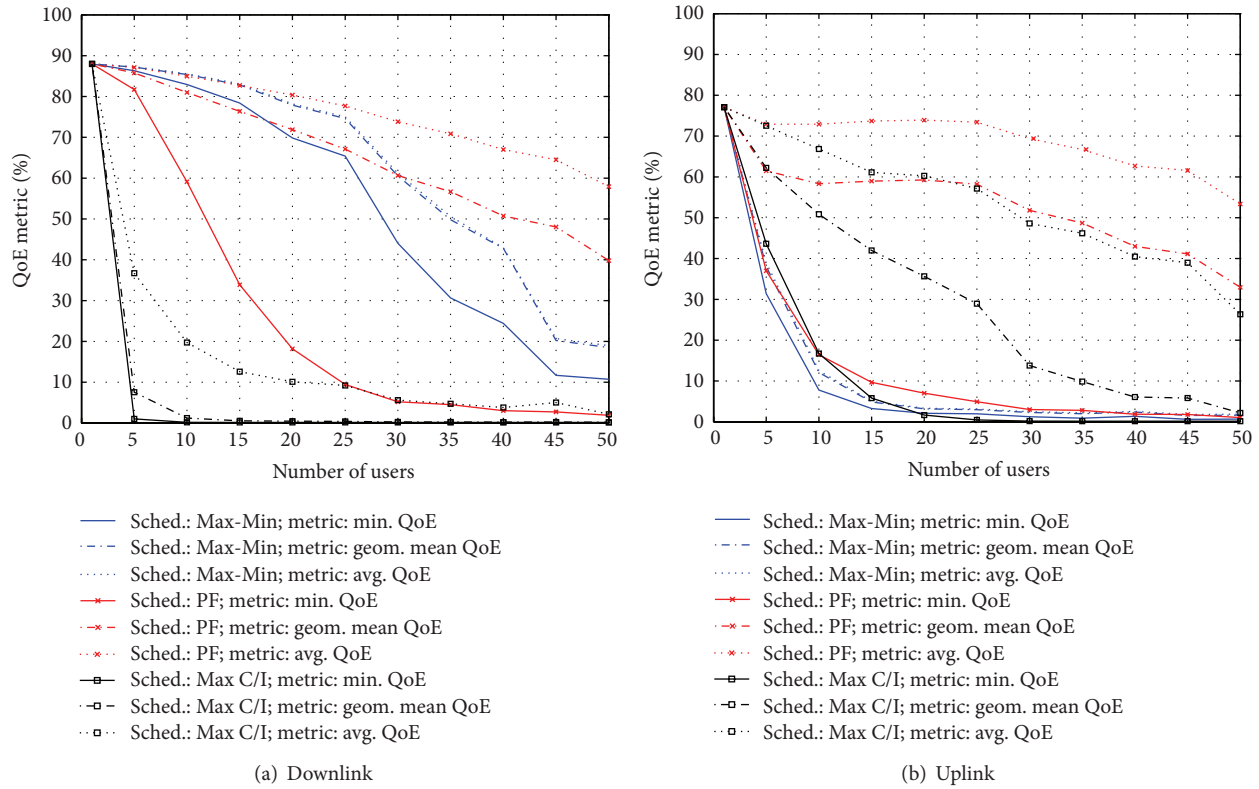 100
90
80
70
60
50
40
30
20
10
0
QoE metric (%)
0 5 10 15 20 25 30 35 40 45 50
Number of users
Sched.: Max-Min; metric: min. QoE
Sched.: Max-Min; metric: geom. mean QoE
Sched.: Max-Min; metric: avg. QoE
Sched.: PF; metric: min. QoE
Sched.: PF; metric: geom. mean QoE
Sched.: PF; metric: avg. QoE
Sched.: Max C/I; metric: min. QoE
Sched.: Max C/I; metric: geom. mean QoE
Sched.: Max C/I; metric: avg. QoE
(a) Downlink
100
90
80
70
60
50
40
30
20
10
0
QoE metric (%)
0 5 10 15 20 25 30 35 40 45 50
Number of users
Sched.: Max-Min; metric: min. QoE
Sched.: Max-Min; metric: geom. mean QoE
Sched.: Max-Min; metric: avg. QoE
Sched.: PF; metric: min. QoE
Sched.: PF; metric: geom. mean QoE
Sched.: PF; metric: avg. QoE
Sched.: Max C/I; metric: min. QoE
Sched.: Max C/I; metric: geom. mean QoE
Sched.: Max C/I; metric: avg. QoE
(b) Uplink